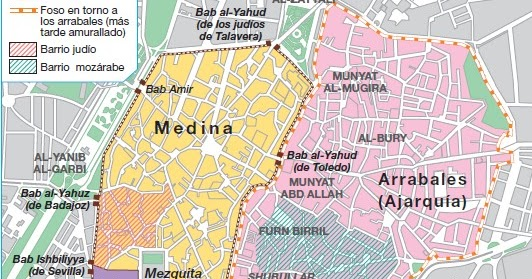 Foso en torno a
los arrabales (más
tarde amurallado)
Barrio judío
Barrio mozárabe
Bab al-Yahud
(de los judíos
de Talavera)
Bab Amir
MUNYAT
AL-MUGIRA
Medina
AL-BURY
AL-YANIB
AL-GARBI
Bab al-Yahud
(de Toledo)
MUNYAT
ABD ALLAH
Arrabales
(Ajarquía)
Bab al-Yahuz
(de Badajoz)
FURN BIRRIL
Bab Ishbiliyya
(de Sevilla)
Mezquita
SHUBULLAR